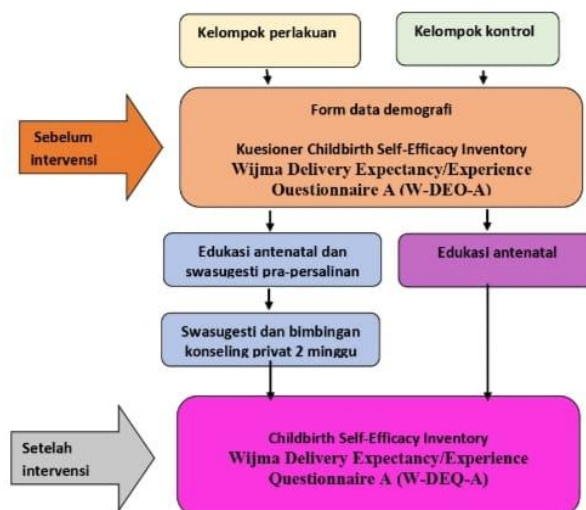 Kelompok perlakuan
Kelompok kontrol
Sebelum
intervensi
Form data demografi
Kuesioner Childbirth Self-Efficacy Inventory
Wijma Delivery Expectancy/Experience
Questionnaire A (W-DEQ-A)
Edukasi antenatal dan
swasugesti pra-persalinan
Edukasi antenatal
Swasugesti dan bimbingan
konseling privat 2 minggu
Setelah
intervensi
Childbirth Self-Efficacy Inventory
Wijma Delivery Expectancy/Experience
Questionnaire A (W-DEQ-A)